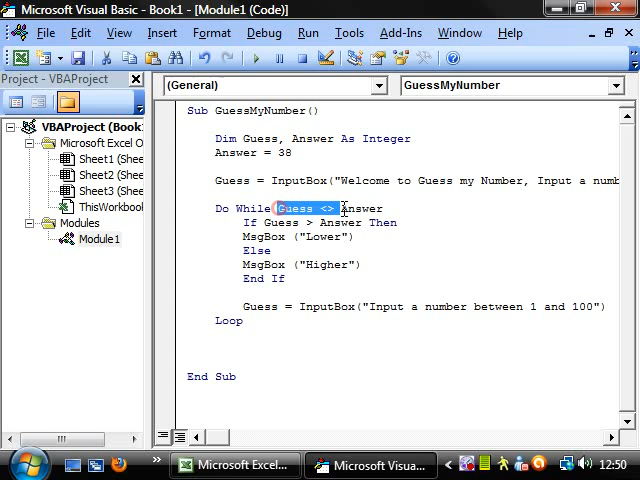 Microsoft Visual Basic - Book1 - [Module1 (Code)]
File Edit View Insert Format Debug Run Tools Add-Ins Window Help
Project - VBAProject
(General) GuessMyNumber
VBAProject (Book
Microsoft Excel O
Sheet1 (Shee
Sheet2 (Shee
Sheet3 (Shee
ThisWorkbook
Modules
Module1
Sub GuessMyNumber()
Dim Guess, Answer As Integer
Answer = 38
Guess = InputBox("Welcome to Guess my Number, Input a numb
Do While Guess <> Answer
If Guess > Answer Then
MsgBox ("Lower")
Else
MsgBox ("Higher")
End If
Guess = InputBox("Input a number between 1 and 100")
Loop
End Sub
Microsoft Excel... Microsoft Visua... 12:50